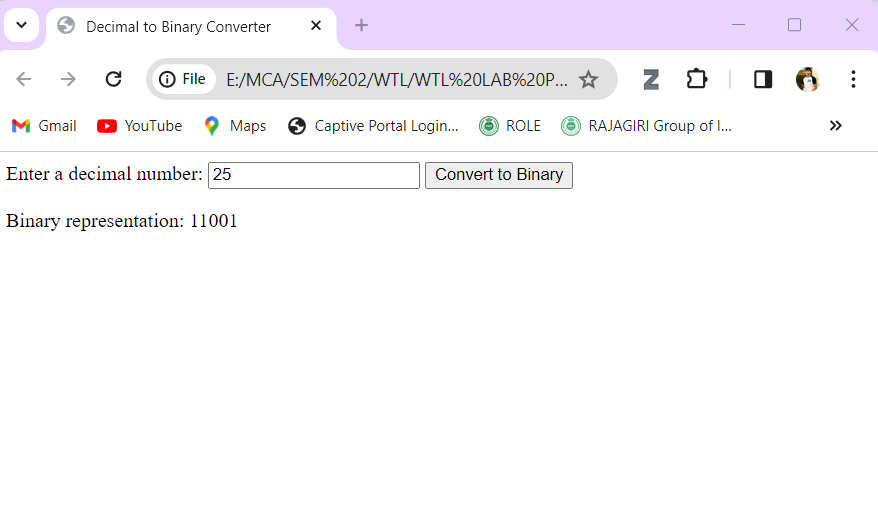 Decimal to Binary Converter
File E:/MCA/SEM%202/WTL/WTL%20LAB%20P...
Gmail YouTube Maps Captive Portal Login... ROLE RAJAGIRI Group of I...
Enter a decimal number: 25 Convert to Binary
Binary representation: 11001